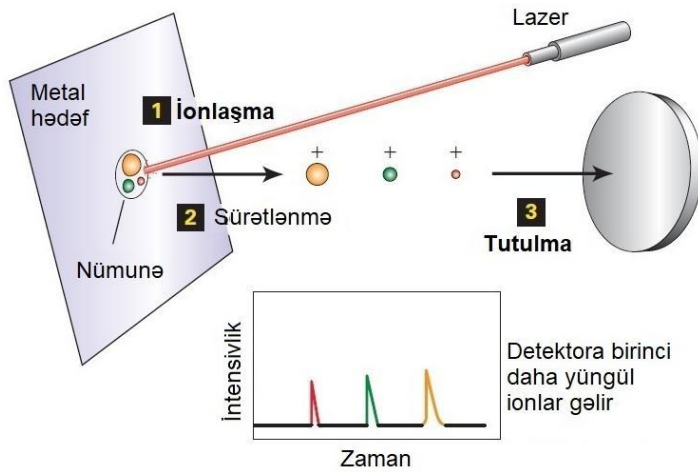 Lazer
Metal
hədəf
1 İonlaşma
+ + +
2 Sürətlənmə
3
Tutulma
Nümunə
İntensivlik
Zaman
Detektora birinci
daha yüngül
ionlar gəlir